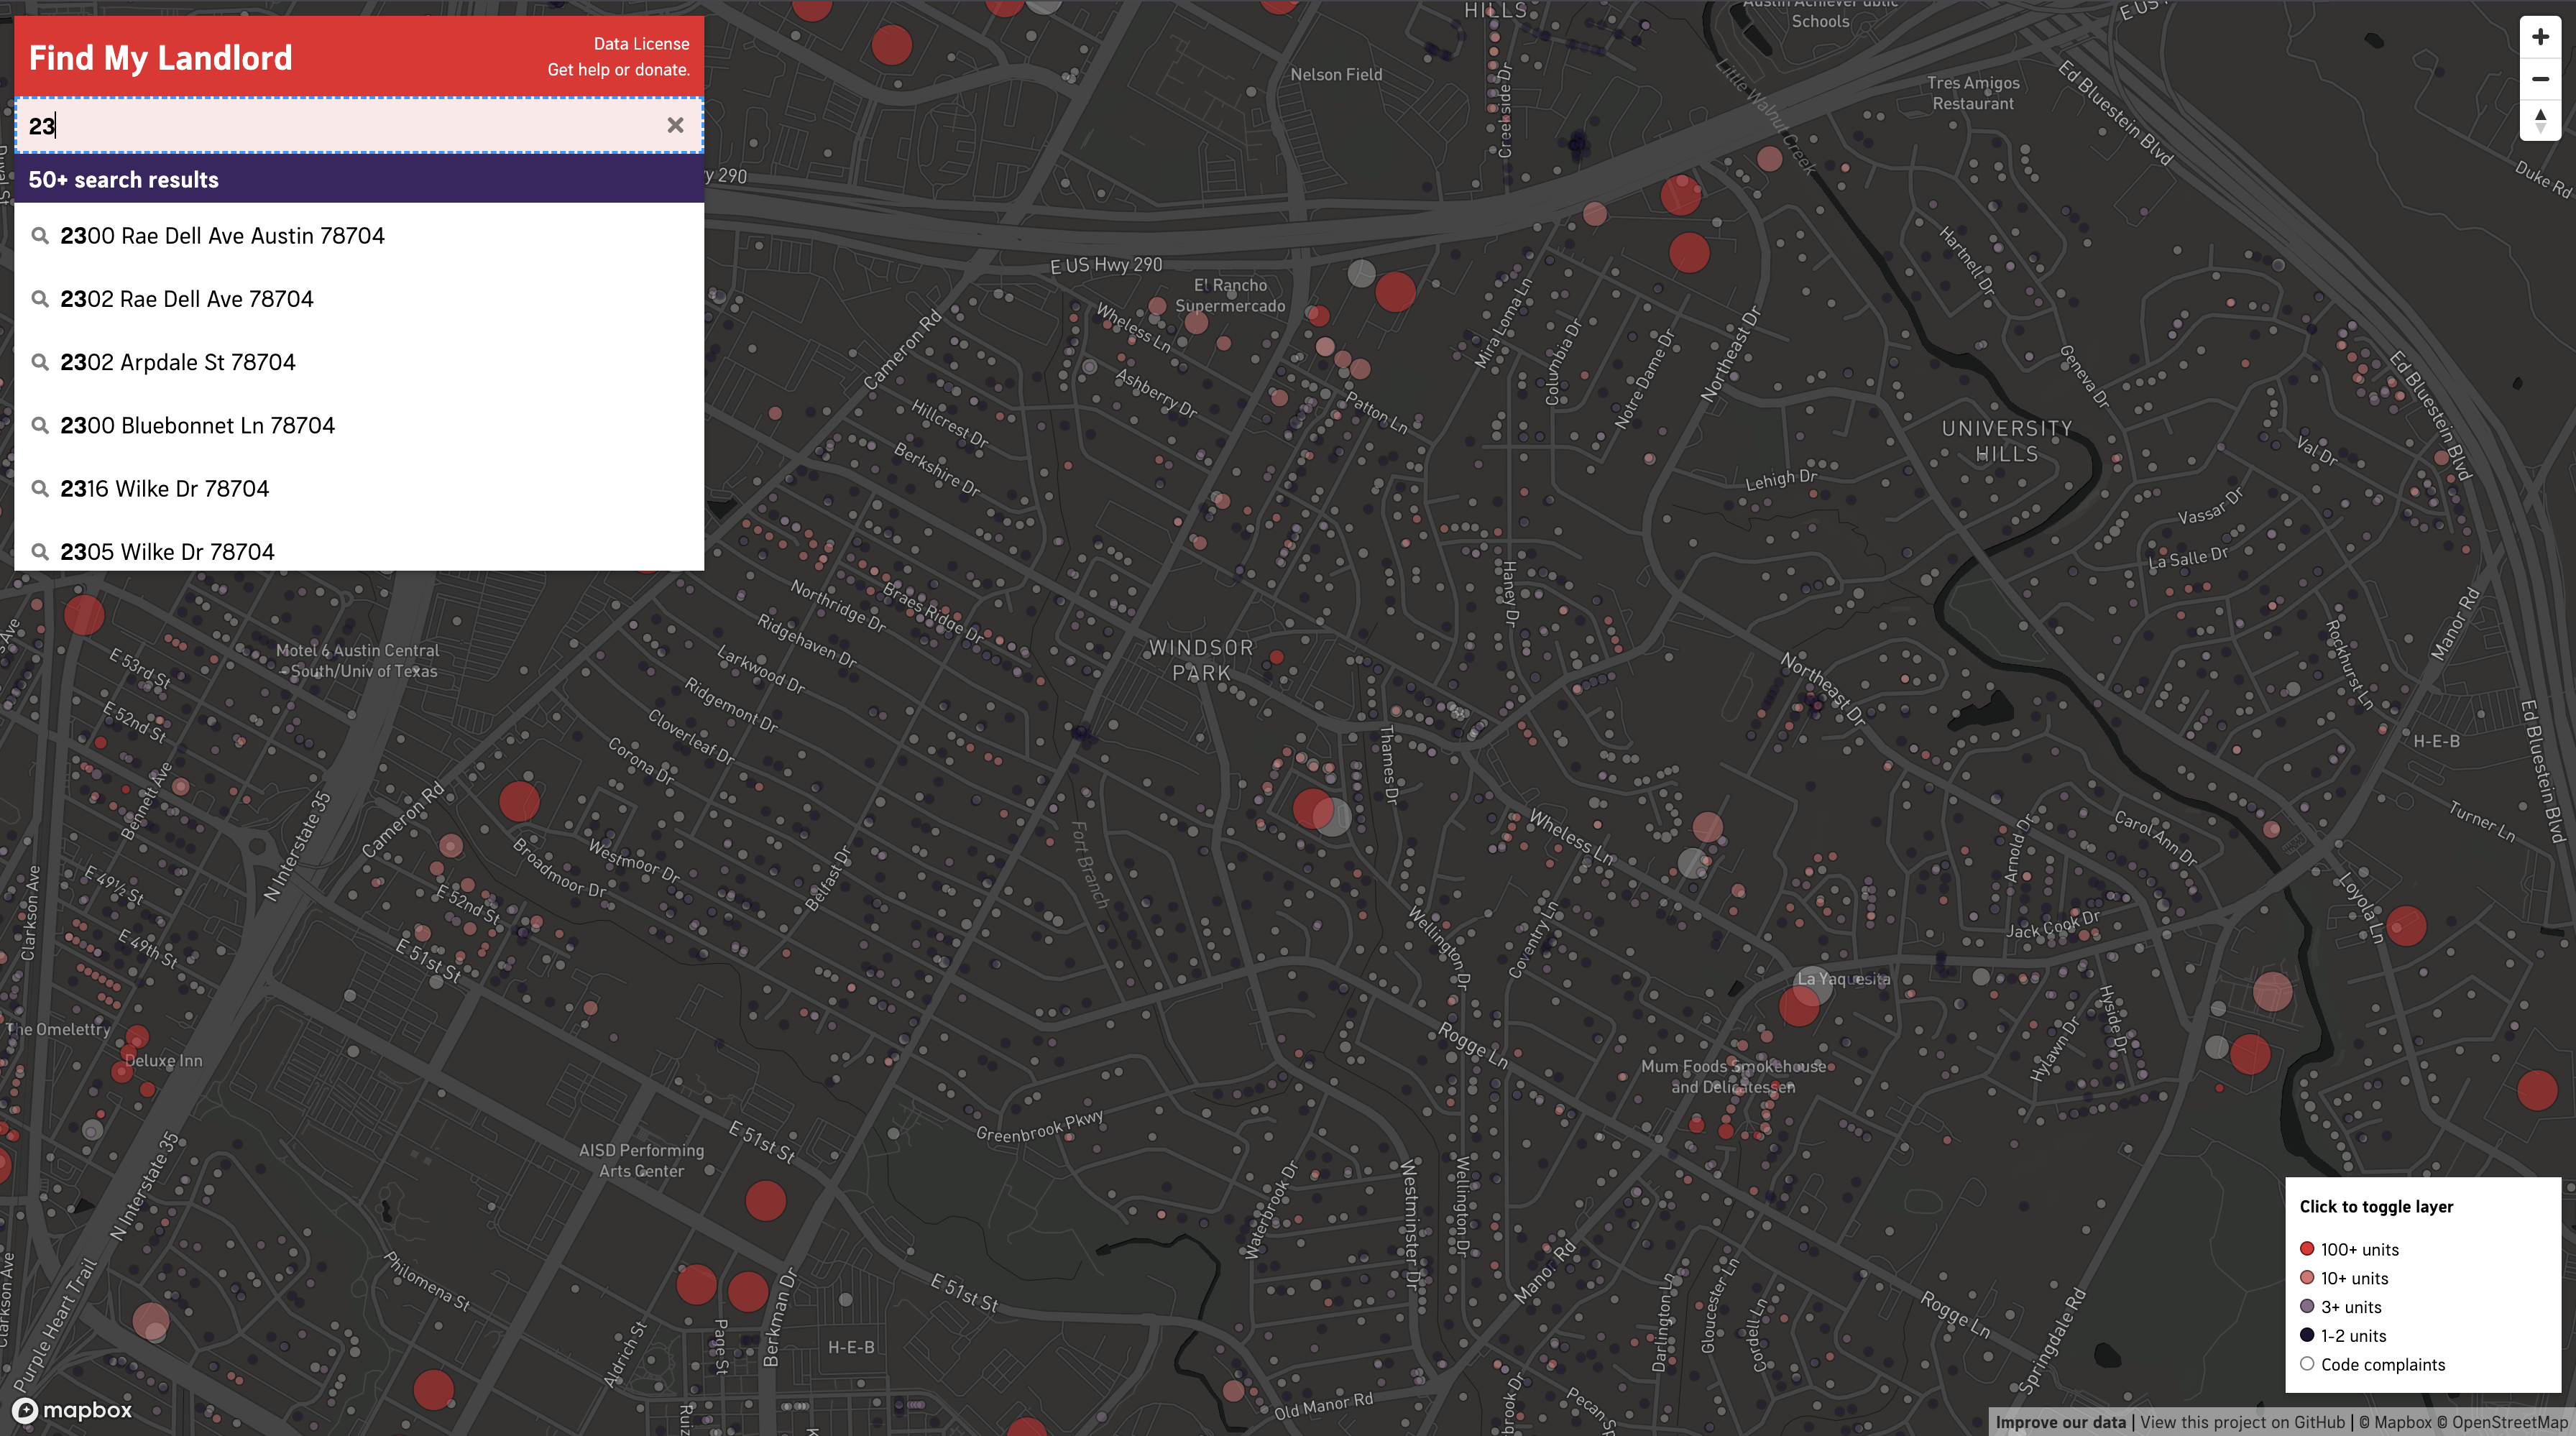 Find My Landlord
Data License
Get help or donate.
23
50+ search results
2300 Rae Dell Ave Austin 78704
2302 Rae Dell Ave 78704
2302 Arpdale St 78704
2300 Bluebonnet Ln 78704
2316 Wilke Dr 78704
2305 Wilke Dr 78704
HILLS
Schools
E US
Nelson Field
Creekside Dr
Little Walnut Creek
Tres Amigos
Restaurant
Ed Bluestein Blvd
Duke Rd
y 290
E US Hwy 290
El Rancho
Supermercado
Hartnell Dr
Wheless Ln
Cameron Rd
Mira Loma Ln
Columbia Dr
Notre Dame Dr
Northeast Dr
Geneva Dr
Ed Bluestein Blvd
Ashberry Dr
Hillcrest Dr
Patton Ln
Berkshire Dr
UNIVERSITY
HILLS
Val Dr
Lehigh Dr
Vassar Dr
La Salle Dr
Haney Dr
Northridge Dr
Braes Ridge Dr
Ridgehaven Dr
Larkwood Dr
Ridgemont Dr
Cloverleaf Dr
Corona Dr
WINDSOR
PARK
Manor Rd
Rockhurst Ln
Northeast Dr
Ave
E 53rd St
Motel 6 Austin Central
- South/Univ of Texas
E 52nd St
Bennett Ave
N Interstate 35
Cameron Rd
Thames Dr
H-E-B
Ed Bluestein Blvd
Turner Ln
Wheless Ln
Carol Ann Dr
Arnold Dr
Westmoor Dr
Broadmoor Dr
Belfast Dr
Fort Branch
E 49½ St
Clarkson Ave
E 52nd St
E 49th St
E 51st St
Wellington Dr
Coventry Ln
Jack Cook Dr
Loyola Ln
La Yaquesita
Hyside Dr
Hylawn Dr
The Omelettry
Deluxe Inn
Rogge Ln
Mum Foods Smokehouse
and Delicatessen
Greenbrook Pkwy
E 51st St
AISD Performing
Arts Center
N Interstate 35
Waterbrook Dr
Westminster Dr
Wellington Dr
Manor Rd
Darlington Ln
Gloucester Ln
Cordell Ln
Rogge Ln
Springdale Rd
Clarkson Ave
Purple Heart Trail
Philomena St
E 51st St
Aldrich St
Page St
Berkman Dr
H-E-B
Old Manor Rd
brook Dr
Pecan S
Ruiz
mapbox
Click to toggle layer
100+ units
10+ units
3+ units
1-2 units
Code complaints
Improve our data | View this project on GitHub | © Mapbox © OpenStreetMap